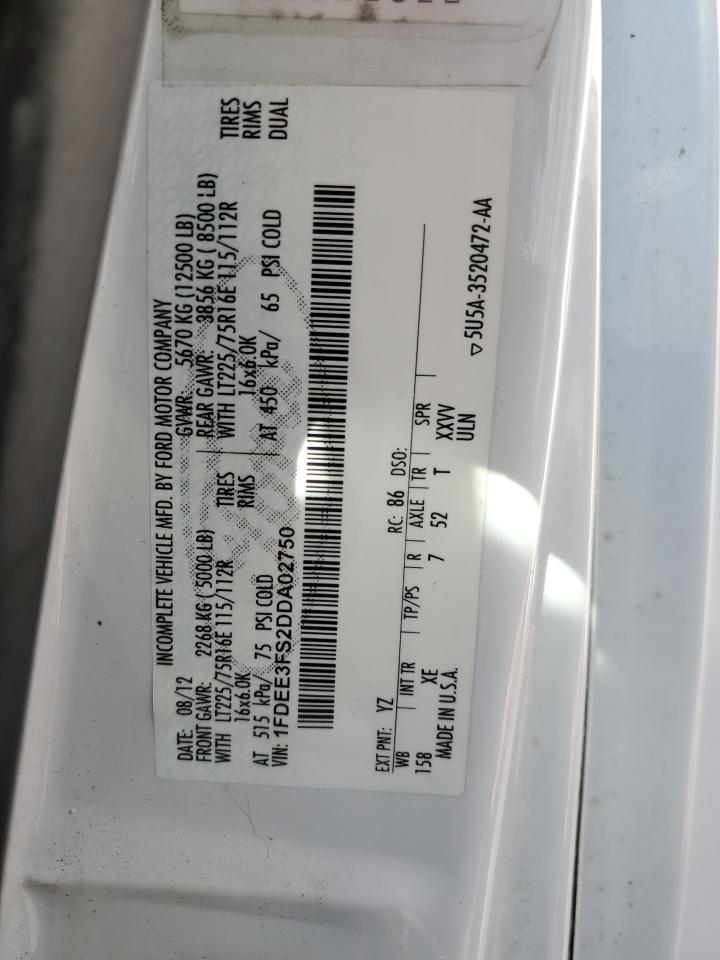 INCOMPLETE VEHICLE MFD. BY FORD MOTOR COMPANY
DATE: 08/12 GVWR: 5670 KG (12500 LB)
FRONT GAWR: 2268 KG ( 5000 LB) REAR GAWR: 3856 KG ( 8500 LB)
WITH LT225/75R16E 115/112R TIRES WITH LT225/75R16E 115/112R TIRES
16x6.0K RIMS 16x6.0K RIMS
AT 515 kPa/ 75 PSI COLD AT 450 kPa/ 65 PSI COLD DUAL
VIN: 1FDEE3FS2DDA02750
EXT PNT: YZ RC: 86 DSO:
WB INT TR TP/PS R AXLE TR SPR
158 XE 7 52 T XXVV
MADE IN U.S.A. ULN
▽5U5A-3520472-AA